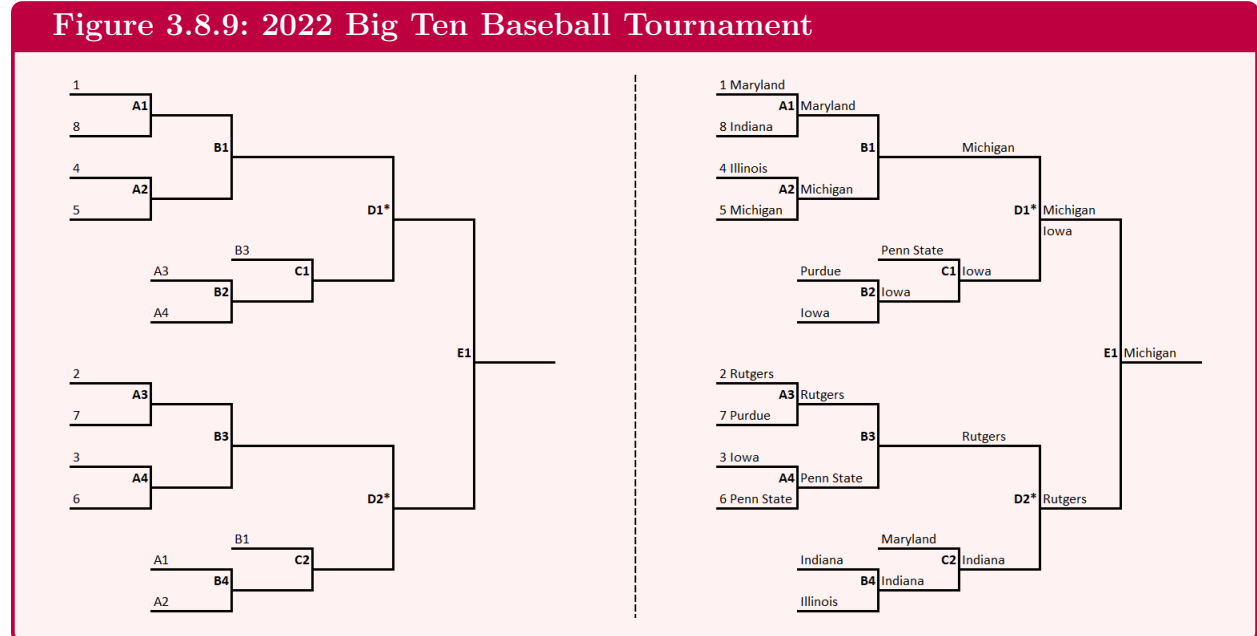 Figure 3.8.9: 2022 Big Ten Baseball Tournament
1
A1
8
B1
4
A2
5
D1*
B3
A3
C1
B2
A4
E1
2
A3
7
B3
3
A4
6
D2*
B1
A1
C2
B4
A2
1 Maryland
A1 Maryland
8 Indiana
B1
Michigan
4 Illinois
A2 Michigan
5 Michigan
D1* Michigan
Iowa
Penn State
Purdue
C1 Iowa
B2 Iowa
Iowa
E1 Michigan
2 Rutgers
A3 Rutgers
7 Purdue
B3
Rutgers
3 Iowa
A4 Penn State
6 Penn State
D2* Rutgers
Maryland
Indiana
C2 Indiana
B4 Indiana
Illinois